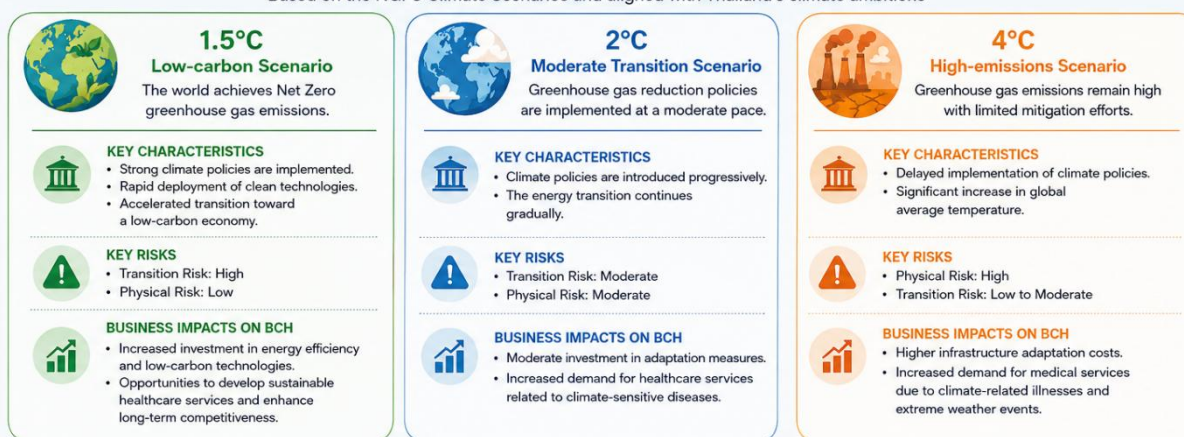 1.5°C
Low-carbon Scenario
The world achieves Net Zero
greenhouse gas emissions.
KEY CHARACTERISTICS
• Strong climate policies are implemented.
• Rapid deployment of clean technologies.
• Accelerated transition toward
a low-carbon economy.
KEY RISKS
• Transition Risk: High
• Physical Risk: Low
BUSINESS IMPACTS ON BCH
• Increased investment in energy efficiency
and low-carbon technologies.
• Opportunities to develop sustainable
healthcare services and enhance
long-term competitiveness.
2°C
Moderate Transition Scenario
Greenhouse gas reduction policies
are implemented at a moderate pace.
KEY CHARACTERISTICS
• Climate policies are introduced progressively.
• The energy transition continues
gradually.
KEY RISKS
• Transition Risk: Moderate
• Physical Risk: Moderate
BUSINESS IMPACTS ON BCH
• Moderate investment in adaptation measures.
• Increased demand for healthcare services
related to climate-sensitive diseases.
4°C
High-emissions Scenario
Greenhouse gas emissions remain high
with limited mitigation efforts.
KEY CHARACTERISTICS
• Delayed implementation of climate policies.
• Significant increase in global
average temperature.
KEY RISKS
• Physical Risk: High
• Transition Risk: Low to Moderate
BUSINESS IMPACTS ON BCH
• Higher infrastructure adaptation costs.
• Increased demand for medical services
due to climate-related illnesses and
extreme weather events.